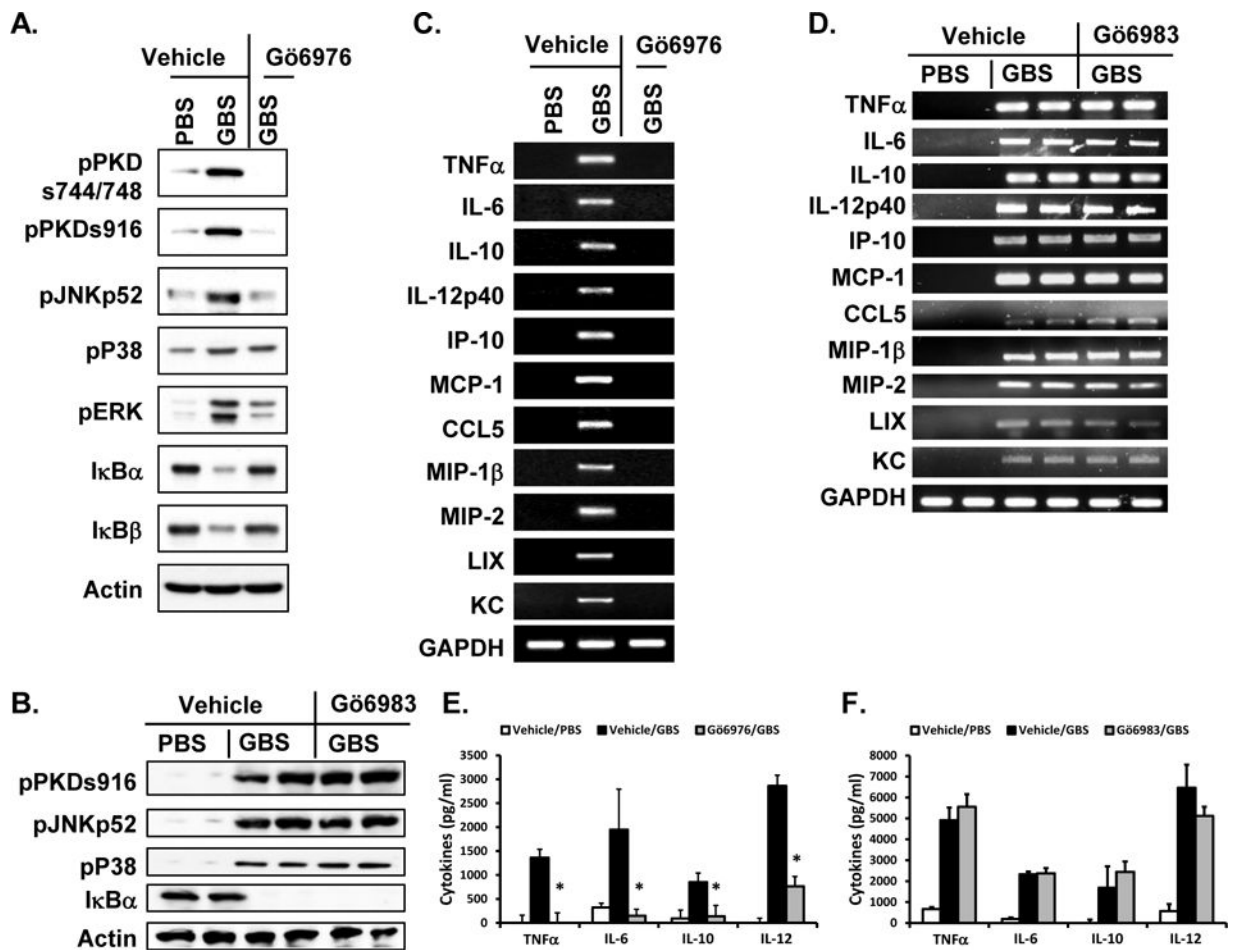 A.
Vehicle Gö6976
PBS GBS GBS
pPKD
s744/748
pPKDs916
pJNKp52
pP38
pERK
IκBα
IκBβ
Actin
B.
Vehicle Gö6983
PBS GBS GBS
pPKDs916
pJNKp52
pP38
IκBα
Actin
C.
Vehicle Gö6976
PBS GBS GBS
TNFα
IL-6
IL-10
IL-12p40
IP-10
MCP-1
CCL5
MIP-1β
MIP-2
LIX
KC
GAPDH
D.
Vehicle Gö6983
PBS GBS GBS
TNFα
IL-6
IL-10
IL-12p40
IP-10
MCP-1
CCL5
MIP-1β
MIP-2
LIX
KC
GAPDH
E.
Vehicle/PBS Vehicle/GBS Gö6976/GBS
Cytokines (pg/ml)
3500
3000
2500
2000
1500
1000
500
0
* * * *
TNFα IL-6 IL-10 IL-12
F.
Vehicle/PBS Vehicle/GBS Gö6983/GBS
Cytokines (pg/ml)
8000
7000
6000
5000
4000
3000
2000
1000
0
TNFα IL-6 IL-10 IL-12